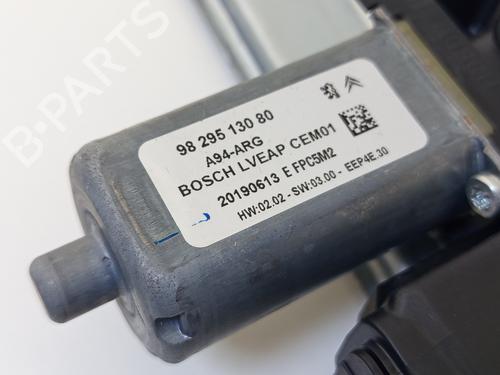 B-PARTS
98 295 130 80
A94-ARG
BOSCH LVEAP CEM01
20190613 E FPC5M2
HW:02.02 - SW:03.00 - EEP4E.30